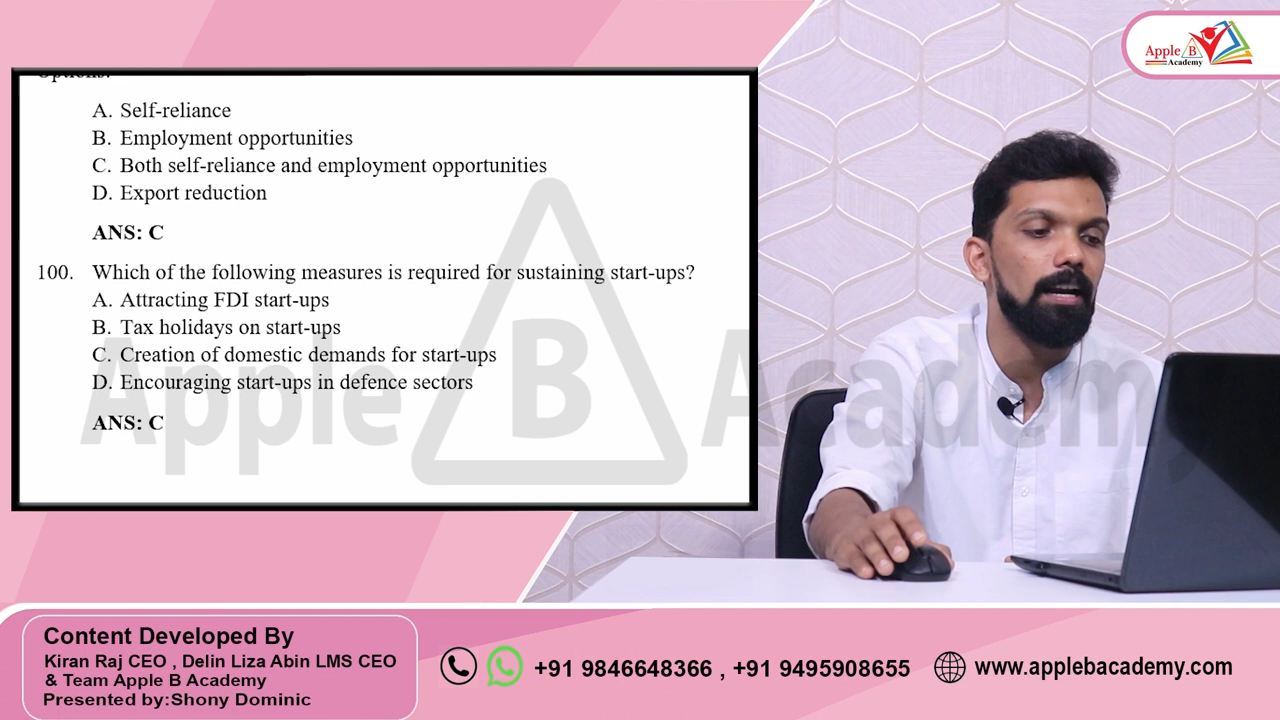 Options:
A. Self-reliance
B. Employment opportunities
C. Both self-reliance and employment opportunities
D. Export reduction
ANS: C
100. Which of the following measures is required for sustaining start-ups?
A. Attracting FDI start-ups
B. Tax holidays on start-ups
C. Creation of domestic demands for start-ups
D. Encouraging start-ups in defence sectors
ANS: C
Apple B Academy
Apple B
Academy
Content Developed By
Kiran Raj CEO , Delin Liza Abin LMS CEO
& Team Apple B Academy
Presented by:Shony Dominic
+91 9846648366 , +91 9495908655
www.applebacademy.com